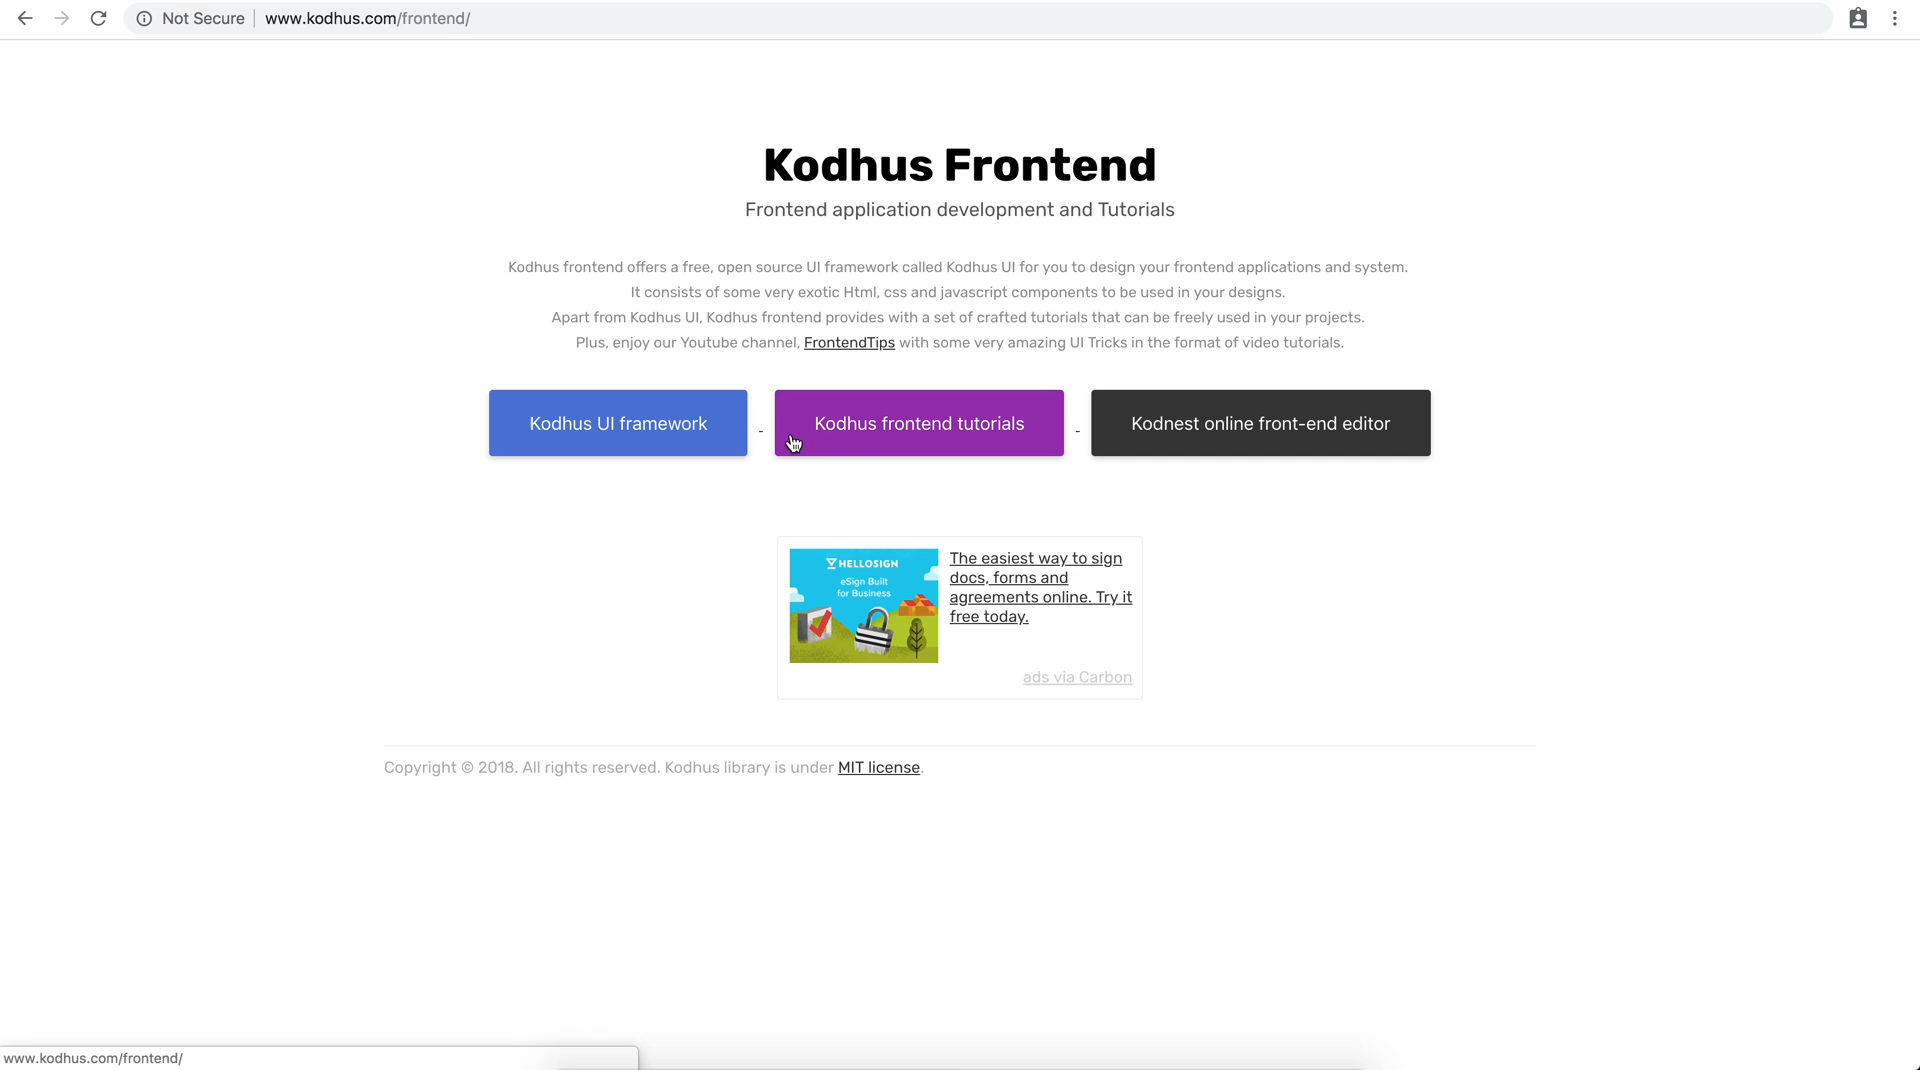 Not Secure www.kodhus.com/frontend/
Kodhus Frontend
Frontend application development and Tutorials
Kodhus frontend offers a free, open source UI framework called Kodhus UI for you to design your frontend applications and system.
It consists of some very exotic Html, css and javascript components to be used in your designs.
Apart from Kodhus UI, Kodhus frontend provides with a set of crafted tutorials that can be freely used in your projects.
Plus, enjoy our Youtube channel, FrontendTips with some very amazing UI Tricks in the format of video tutorials.
Kodhus UI framework - Kodhus frontend tutorials - Kodnest online front-end editor
HELLOSIGN
eSign Built
for Business
The easiest way to sign
docs, forms and
agreements online. Try it
free today.
ads via Carbon
Copyright © 2018. All rights reserved. Kodhus library is under MIT license.
www.kodhus.com/frontend/